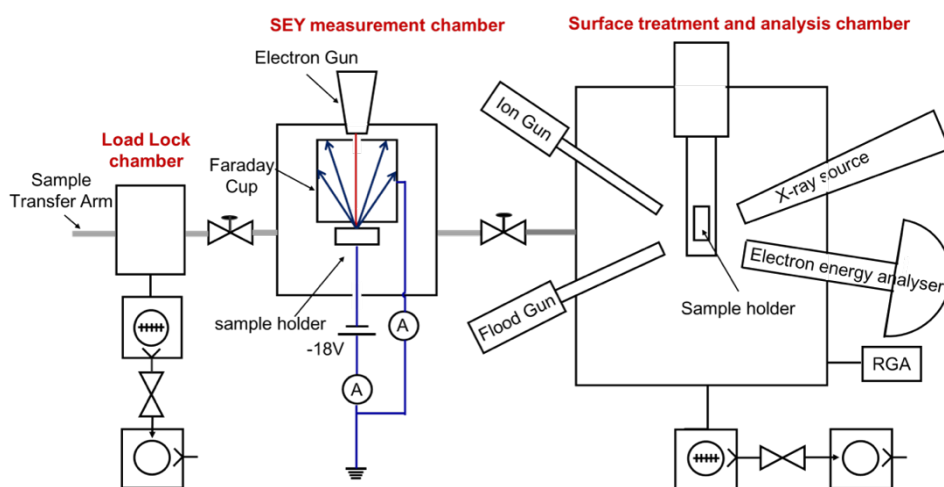 SEY measurement chamber
Surface treatment and analysis chamber
Electron Gun
Ion Gun
Load Lock
chamber
Faraday
Cup
Sample
Transfer Arm
X-ray source
Electron energy analyser
Flood Gun
Sample holder
sample holder
-18V
A
A
RGA